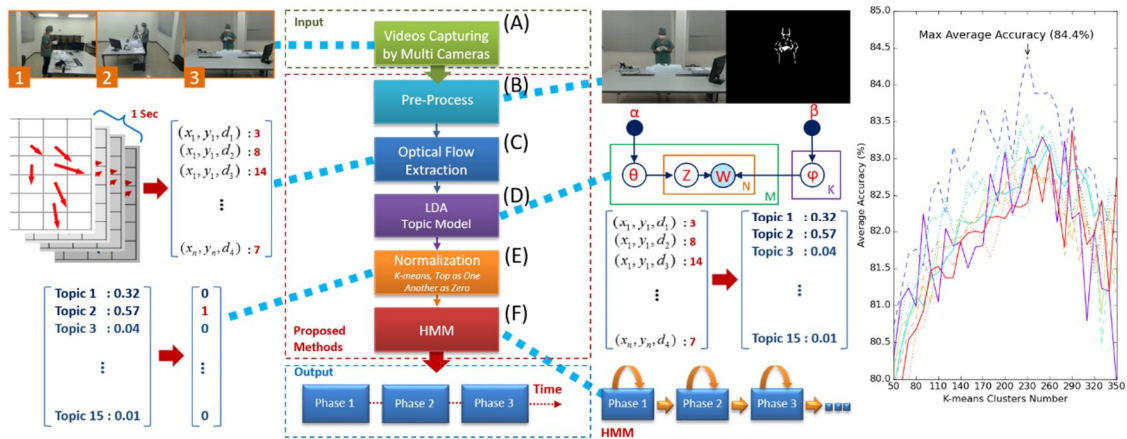 1
2
3
1 Sec
(x₁, y₁, d₁) : 3
(x₁, y₁, d₂) : 8
(x₁, y₁, d₃) : 14
...
(xₙ, yₙ, d₄) : 7
Topic 1 : 0.32
Topic 2 : 0.57
Topic 3 : 0.04
...
Topic 15 : 0.01
0
1
0
...
0
Input
(A)
Videos Capturing
by Multi Cameras
(B)
Pre-Process
(C)
Optical Flow
Extraction
(D)
LDA
Topic Model
(E)
Normalization
K-means, Top as One
Another as Zero
(F)
HMM
Proposed
Methods
Output
Phase 1
Phase 2
Phase 3
Time
α
β
θ
Z
W
φ
N
M
K
(x₁, y₁, d₁) : 3
(x₁, y₁, d₂) : 8
(x₁, y₁, d₃) : 14
...
(xₙ, yₙ, d₄) : 7
Topic 1 : 0.32
Topic 2 : 0.57
Topic 3 : 0.04
...
Topic 15 : 0.01
Phase 1
Phase 2
Phase 3
HMM
Max Average Accuracy (84.4%)
Average Accuracy (%)
85.0
84.5
84.0
83.5
83.0
82.5
82.0
81.5
81.0
80.5
80.0
50 80 110 140 170 200 230 260 290 320 350
K-means Clusters Number